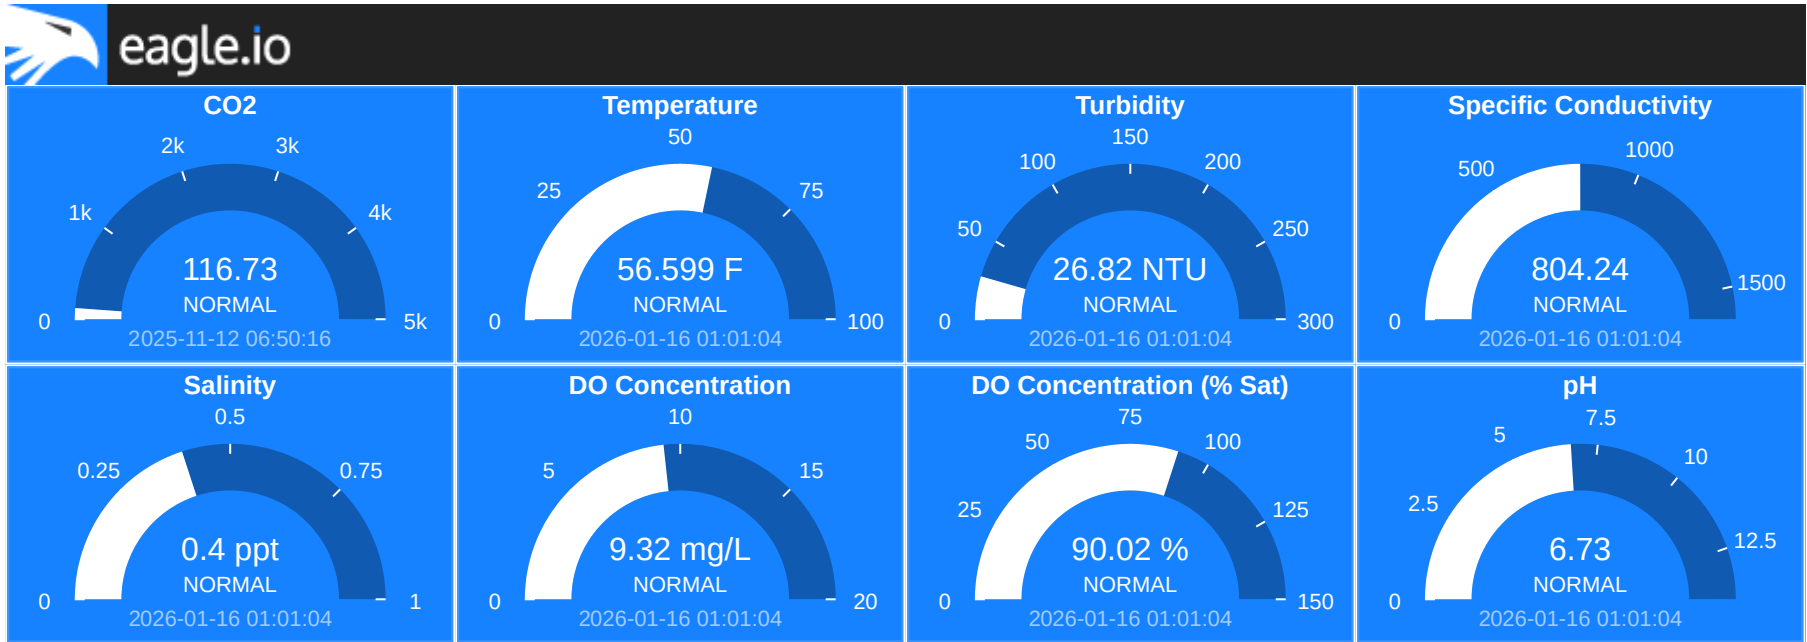 eagle.io
CO2
0
1k
2k
3k
4k
5k
116.73
NORMAL
2025-11-12 06:50:16
Temperature
0
25
50
75
100
56.599 F
NORMAL
2026-01-16 01:01:04
Turbidity
0
50
100
150
200
250
300
26.82 NTU
NORMAL
2026-01-16 01:01:04
Specific Conductivity
0
500
1000
1500
804.24
NORMAL
2026-01-16 01:01:04
Salinity
0
0.25
0.5
0.75
1
0.4 ppt
NORMAL
2026-01-16 01:01:04
DO Concentration
0
5
10
15
20
9.32 mg/L
NORMAL
2026-01-16 01:01:04
DO Concentration (% Sat)
0
25
50
75
100
125
150
90.02 %
NORMAL
2026-01-16 01:01:04
pH
0
2.5
5
7.5
10
12.5
6.73
NORMAL
2026-01-16 01:01:04